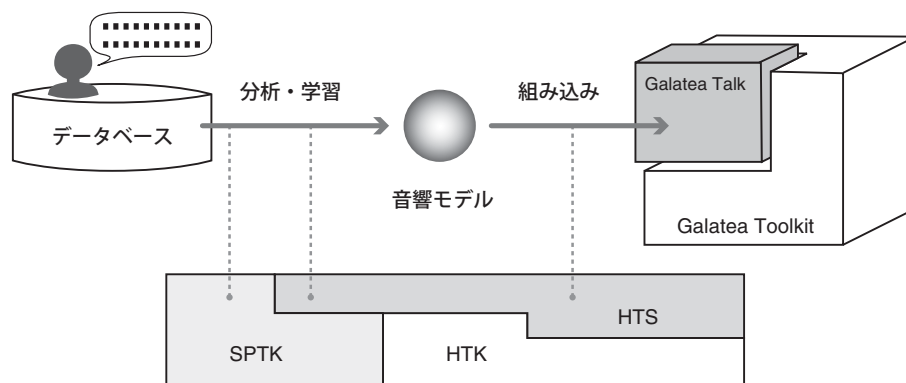 分析・学習
組み込み
Galatea Talk
データベース
音響モデル
Galatea Toolkit
HTS
SPTK
HTK